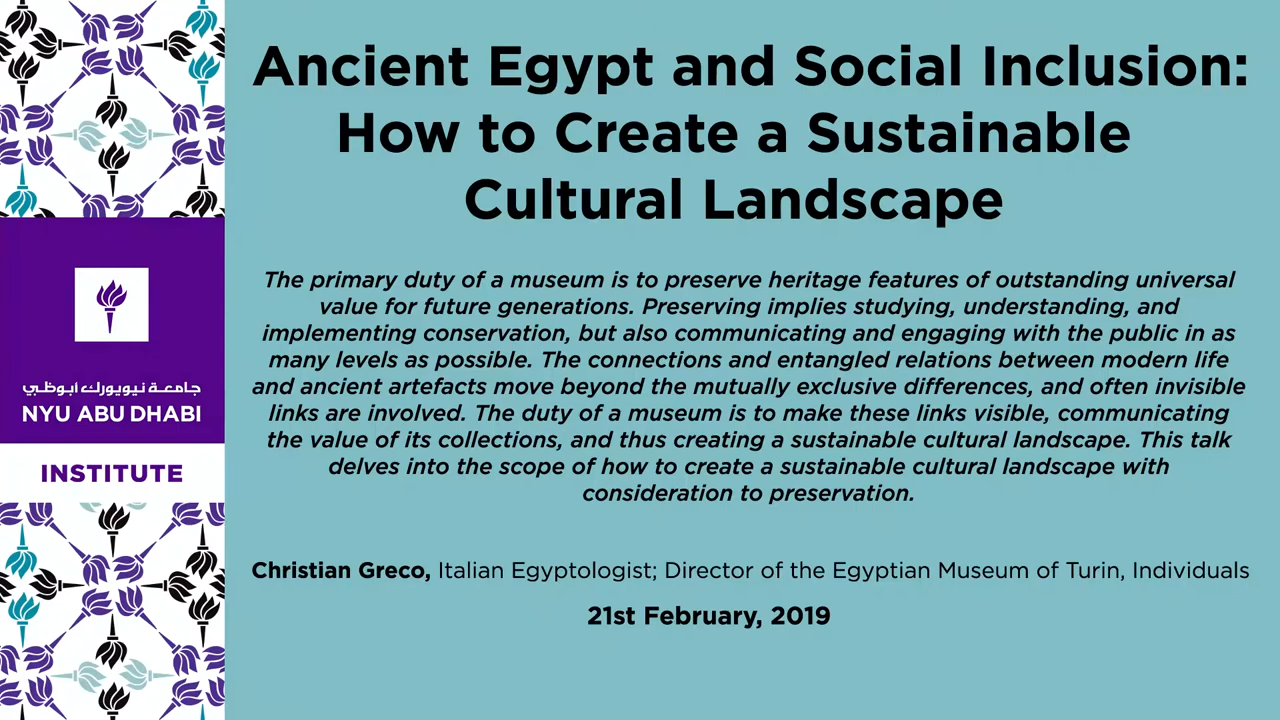 Ancient Egypt and Social Inclusion:
How to Create a Sustainable
Cultural Landscape
The primary duty of a museum is to preserve heritage features of outstanding universal
value for future generations. Preserving implies studying, understanding, and
implementing conservation, but also communicating and engaging with the public in as
many levels as possible. The connections and entangled relations between modern life
and ancient artefacts move beyond the mutually exclusive differences, and often invisible
links are involved. The duty of a museum is to make these links visible, communicating
the value of its collections, and thus creating a sustainable cultural landscape. This talk
delves into the scope of how to create a sustainable cultural landscape with
consideration to preservation.
Christian Greco, Italian Egyptologist; Director of the Egyptian Museum of Turin, Individuals
21st February, 2019
جامعة نيويورك أبوظبي
NYU ABU DHABI
INSTITUTE